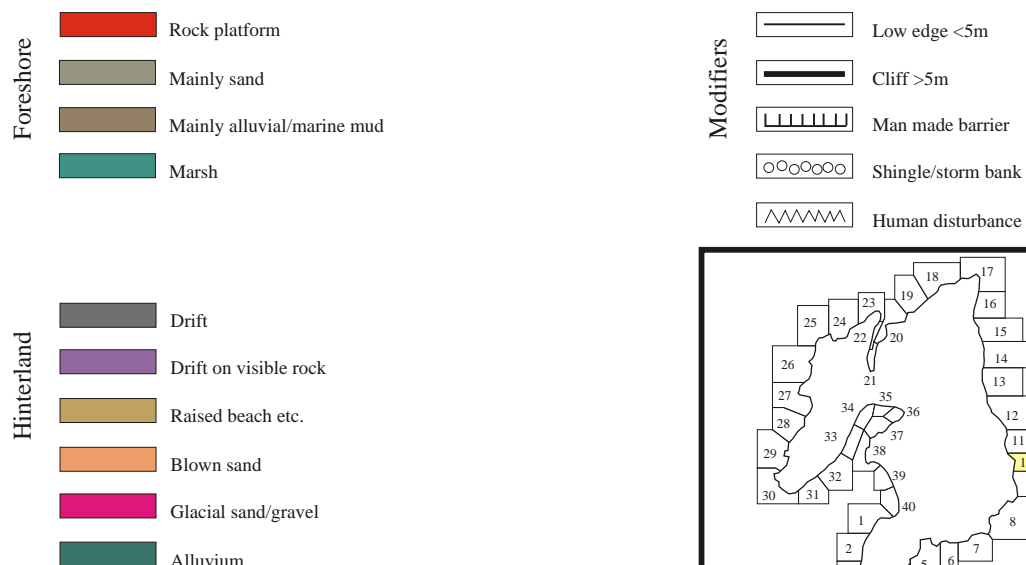 Foreshore
Rock platform
Mainly sand
Mainly alluvial/marine mud
Marsh
Hinterland
Drift
Drift on visible rock
Raised beach etc.
Blown sand
Glacial sand/gravel
Alluvium
Modifiers
Low edge <5m
Cliff >5m
Man made barrier
Shingle/storm bank
Human disturbance
17
18
19
16
23
25
24
15
22
20
14
26
21
13
27
35
34
36
12
28
37
33
11
38
29
32
39
30
31
40
1
8
2
7
5
6